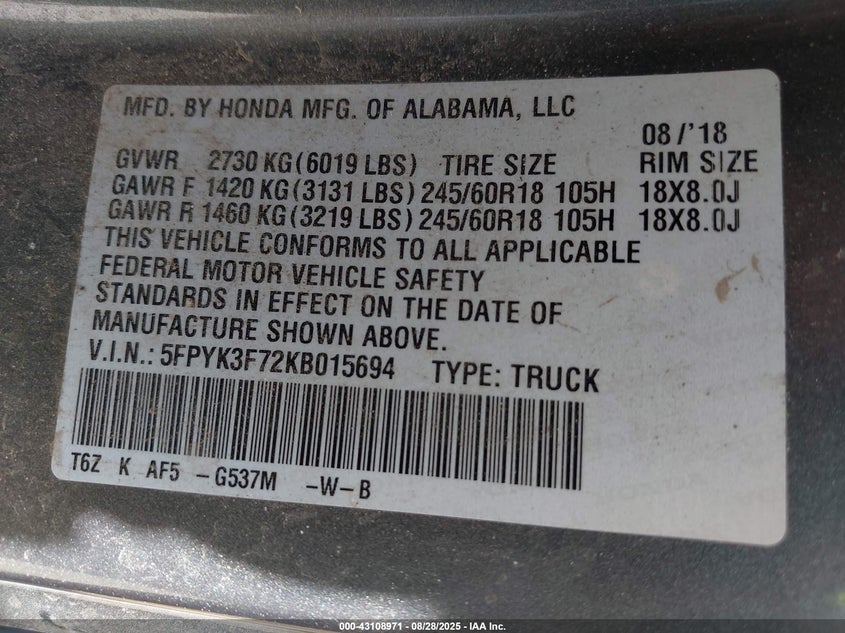 MFD. BY HONDA MFG. OF ALABAMA, LLC
08/'18
GVWR 2730 KG(6019 LBS) TIRE SIZE RIM SIZE
GAWR F 1420 KG(3131 LBS) 245/60R18 105H 18X8.0J
GAWR R 1460 KG(3219 LBS) 245/60R18 105H 18X8.0J
THIS VEHICLE CONFORMS TO ALL APPLICABLE
FEDERAL MOTOR VEHICLE SAFETY
STANDARDS IN EFFECT ON THE DATE OF
MANUFACTURE SHOWN ABOVE.
V.I.N.: 5FPYK3F72KB015694 TYPE: TRUCK
T6Z K AF5 -G537M -W-B
000-43108971 - 08/28/2025 - IAA Inc.